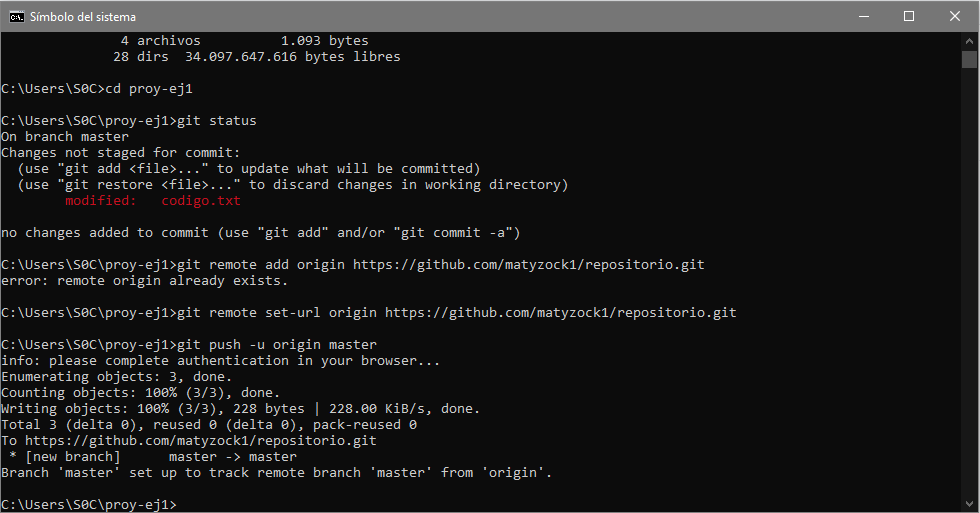 Símbolo del sistema
4 archivos 1.093 bytes
28 dirs 34.097.647.616 bytes libres
C:\Users\S0C>cd proy-ej1
C:\Users\S0C\proy-ej1>git status
On branch master
Changes not staged for commit:
(use "git add <file>..." to update what will be committed)
(use "git restore <file>..." to discard changes in working directory)
modified: codigo.txt
no changes added to commit (use "git add" and/or "git commit -a")
C:\Users\S0C\proy-ej1>git remote add origin https://github.com/matyzock1/repositorio.git
error: remote origin already exists.
C:\Users\S0C\proy-ej1>git remote set-url origin https://github.com/matyzock1/repositorio.git
C:\Users\S0C\proy-ej1>git push -u origin master
info: please complete authentication in your browser...
Enumerating objects: 3, done.
Counting objects: 100% (3/3), done.
Writing objects: 100% (3/3), 228 bytes | 228.00 KiB/s, done.
Total 3 (delta 0), reused 0 (delta 0), pack-reused 0
To https://github.com/matyzock1/repositorio.git
* [new branch] master -> master
Branch 'master' set up to track remote branch 'master' from 'origin'.
C:\Users\S0C\proy-ej1>